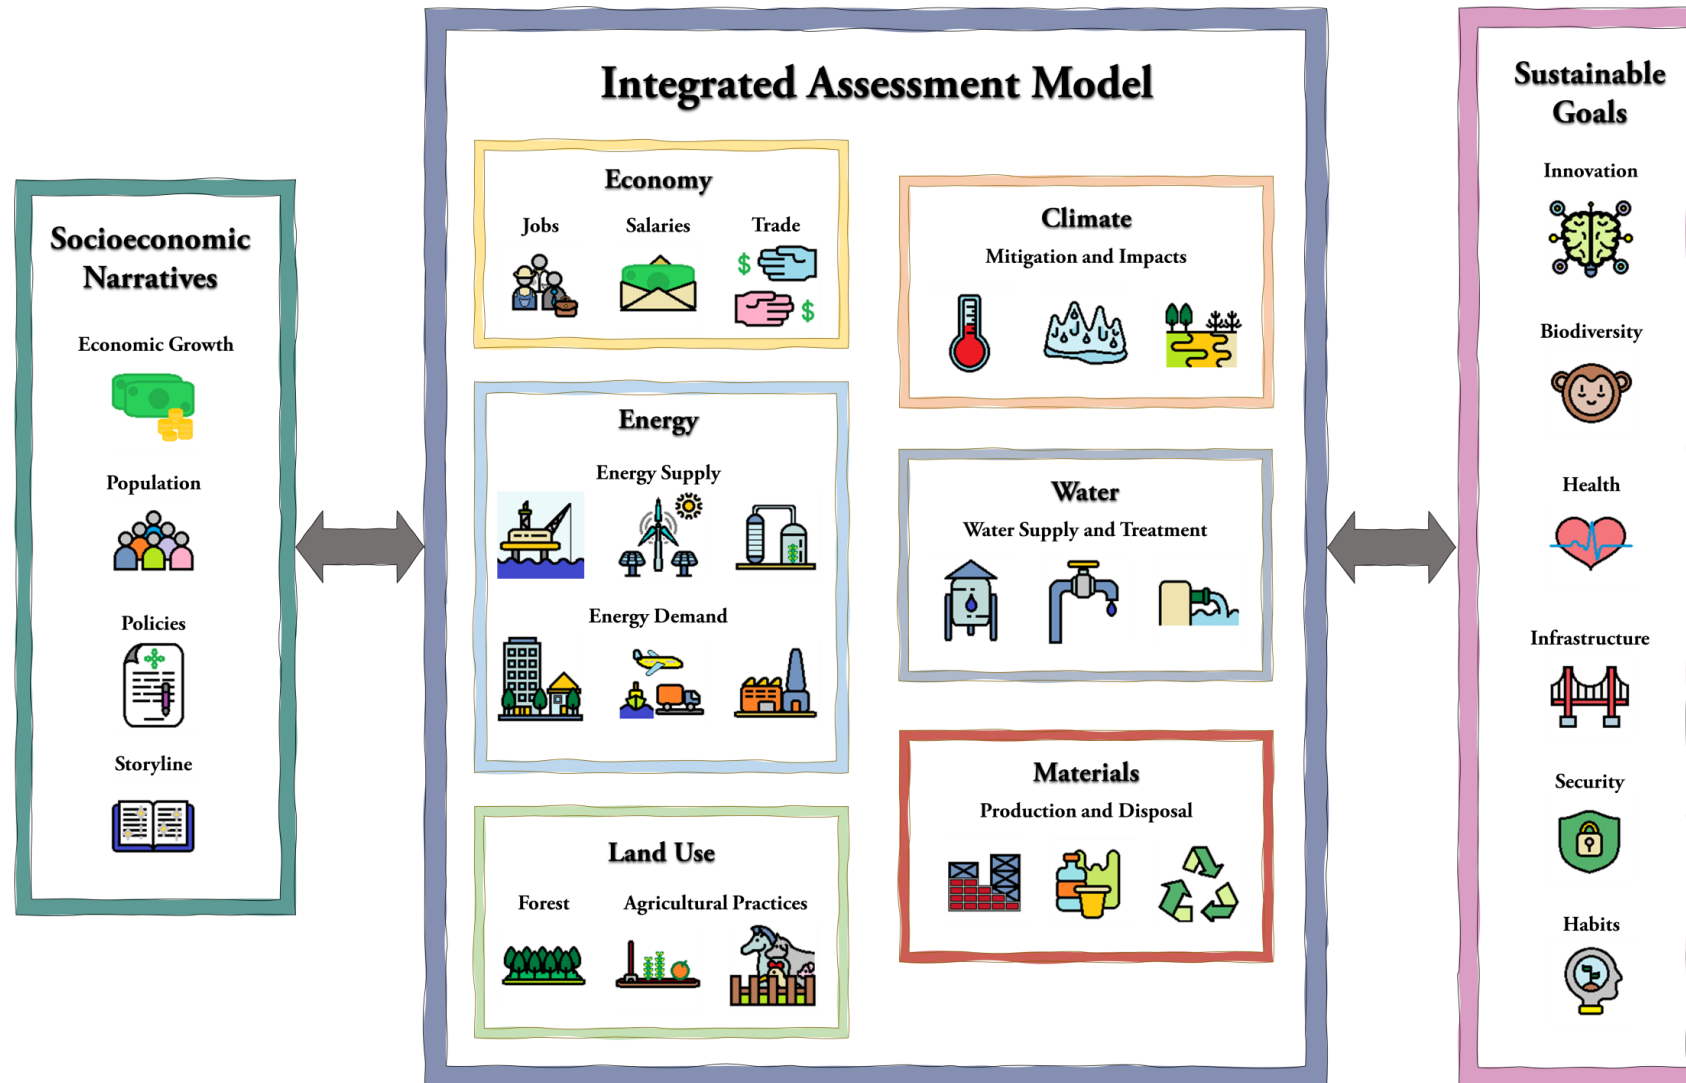 Integrated Assessment Model
Socioeconomic
Narratives
Economic Growth
Population
Policies
Storyline
Economy
Jobs
Salaries
Trade
Energy
Energy Supply
Energy Demand
Land Use
Forest
Agricultural Practices
Climate
Mitigation and Impacts
Water
Water Supply and Treatment
Materials
Production and Disposal
Sustainable
Goals
Innovation
Biodiversity
Health
Infrastructure
Security
Habits